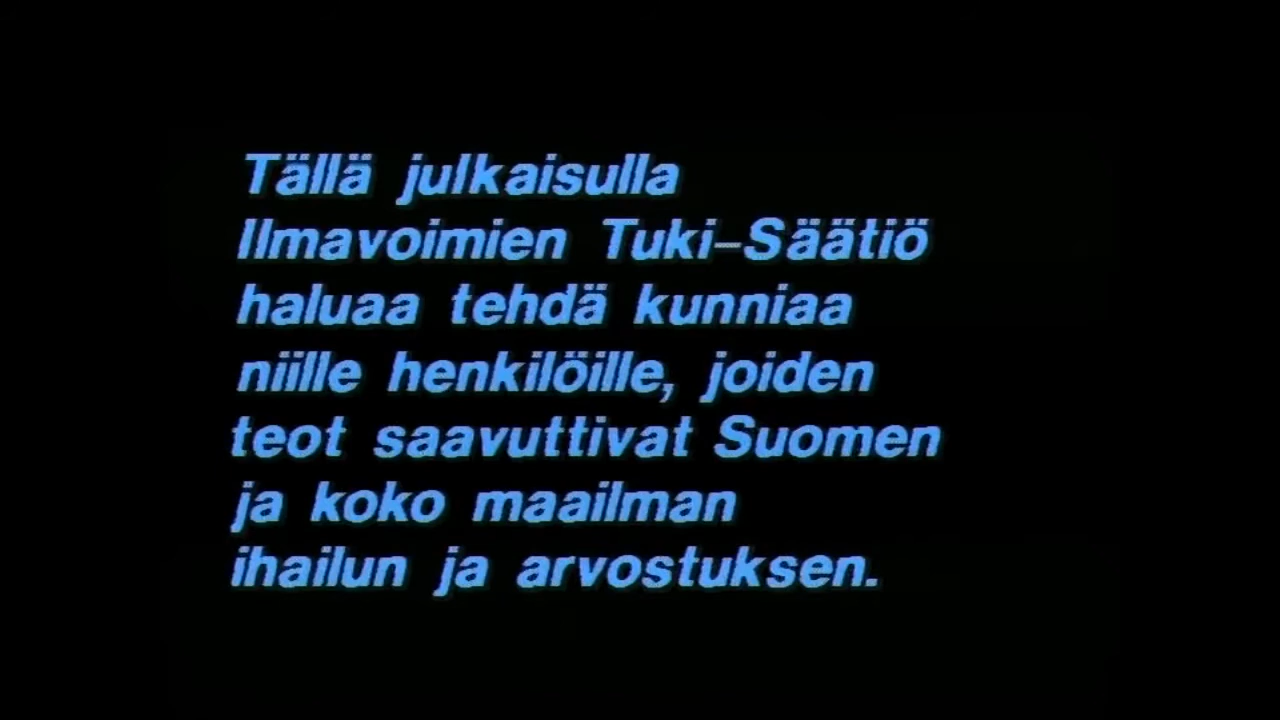 Tällä julkaisulla
Ilmavoimien Tuki-Säätiö
haluaa tehdä kunniaa
niille henkilöille, joiden
teot saavuttivat Suomen
ja koko maailman
ihailun ja arvostuksen.